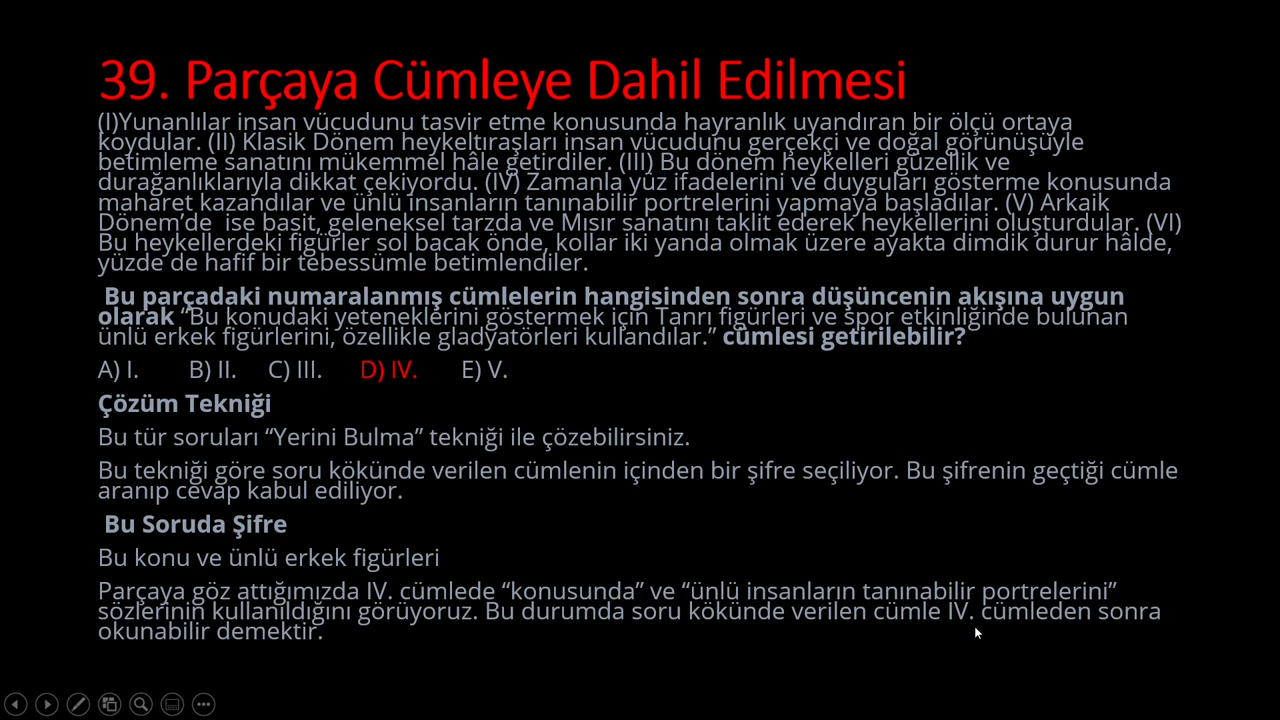 39. Parçaya Cümleye Dahil Edilmesi
(I)Yunanlılar insan vücudunu tasvir etme konusunda hayranlık uyandıran bir ölçü ortaya
koydular. (II) Klasik Dönem heykeltıraşları insan vücudunu gerçekçi ve doğal görünüşüyle
betimleme sanatını mükemmel hâle getirdiler. (III) Bu dönem heykelleri güzellik ve
durağanlıklarıyla dikkat çekiyordu. (IV) Zamanla yüz ifadelerini ve duyguları gösterme konusunda
maharet kazandılar ve ünlü insanların tanınabilir portrelerini yapmaya başladılar. (V) Arkaik
Dönem’de ise basit, geleneksel tarzda ve Mısır sanatını taklit ederek heykellerini oluşturdular. (VI)
Bu heykellerdeki figürler sol bacak önde, kollar iki yanda olmak üzere ayakta dimdik durur hâlde,
yüzde de hafif bir tebessümle betimlendiler.
Bu parçadaki numaralanmış cümlelerin hangisinden sonra düşüncenin akışına uygun
olarak “Bu konudaki yeteneklerini göstermek için Tanrı figürleri ve spor etkinliğinde bulunan
ünlü erkek figürlerini, özellikle gladyatörleri kullandılar.” cümlesi getirilebilir?
A) I. B) II. C) III. D) IV. E) V.
Çözüm Tekniği
Bu tür soruları “Yerini Bulma” tekniği ile çözebilirsiniz.
Bu tekniği göre soru kökünde verilen cümlenin içinden bir şifre seçiliyor. Bu şifrenin geçtiği cümle
aranıp cevap kabul ediliyor.
Bu Soruda Şifre
Bu konu ve ünlü erkek figürleri
Parçaya göz attığımızda IV. cümlede “konusunda” ve “ünlü insanların tanınabilir portrelerini”
sözlerinin kullanıldığını görüyoruz. Bu durumda soru kökünde verilen cümle IV. cümleden sonra
okunabilir demektir.